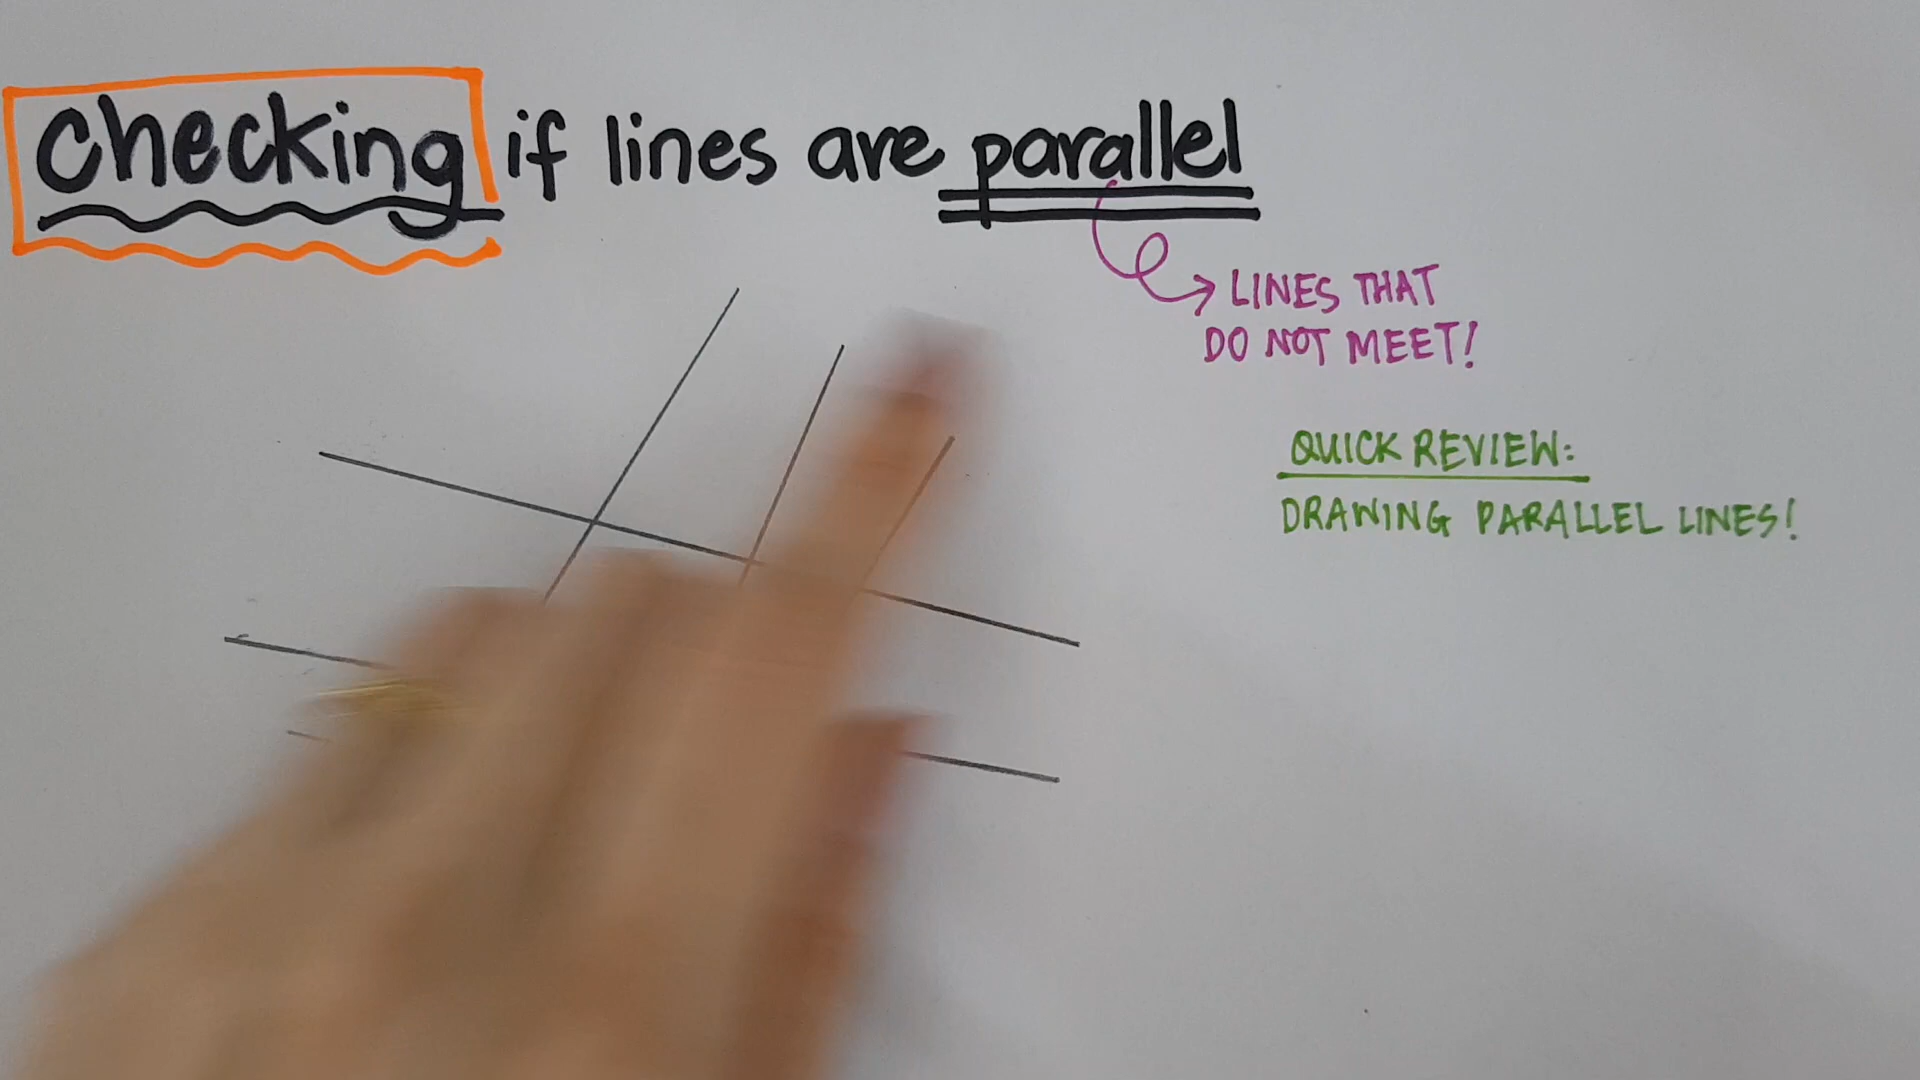 checking if lines are parallel
LINES THAT
DO NOT MEET!
QUICK REVIEW:
DRAWING PARALLEL LINES!